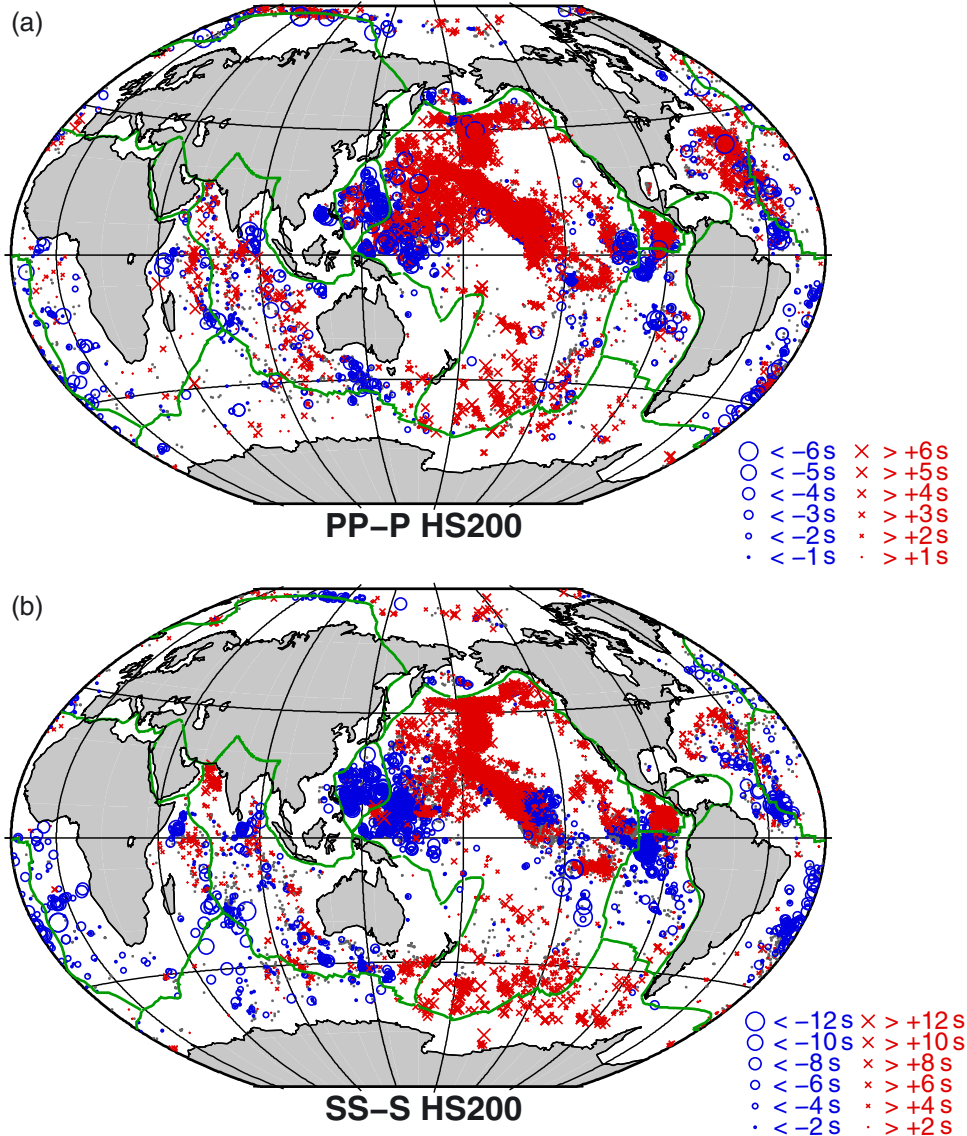 (a)
< −6 s × > +6 s
< −5 s × > +5 s
< −4 s × > +4 s
< −3 s × > +3 s
< −2 s × > +2 s
< −1 s > +1 s
PP−P HS200
(b)
< −12 s × > +12 s
< −10 s × > +10 s
< −8 s × > +8 s
< −6 s × > +6 s
< −4 s × > +4 s
< −2 s > +2 s
SS−S HS200